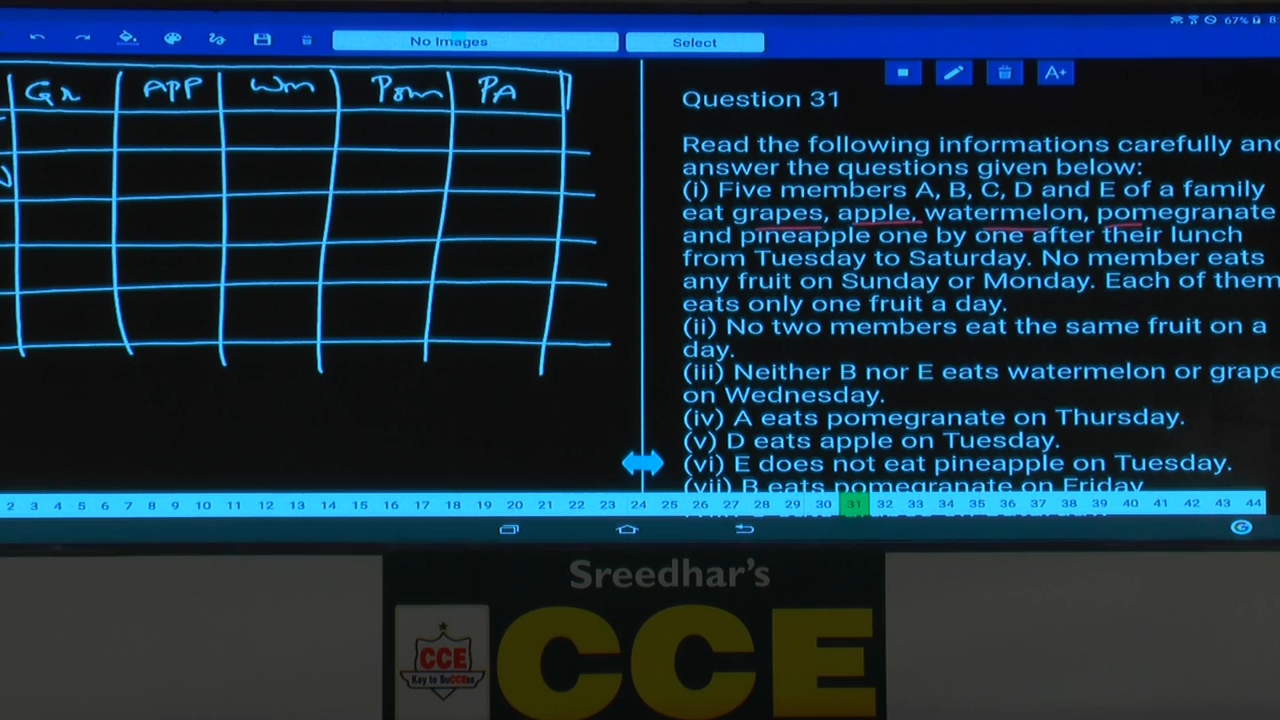 67% 8:
No Images
Select
Gr APP Wm Pom PA
A+
Question 31
Read the following informations carefully and
answer the questions given below:
(i) Five members A, B, C, D and E of a family
eat grapes, apple, watermelon, pomegranate
and pineapple one by one after their lunch
from Tuesday to Saturday. No member eats
any fruit on Sunday or Monday. Each of them
eats only one fruit a day.
(ii) No two members eat the same fruit on a
day.
(iii) Neither B nor E eats watermelon or grape
on Wednesday.
(iv) A eats pomegranate on Thursday.
(v) D eats apple on Tuesday.
(vi) E does not eat pineapple on Tuesday.
(vii) B eats pomegranate on Friday
2 3 4 5 6 7 8 9 10 11 12 13 14 15 16 17 18 19 20 21 22 23 24 25 26 27 28 29 30 31 32 33 34 35 36 37 38 39 40 41 42 43 44
G
Sreedhar's
CCE
CCE
Key to SuCCEss